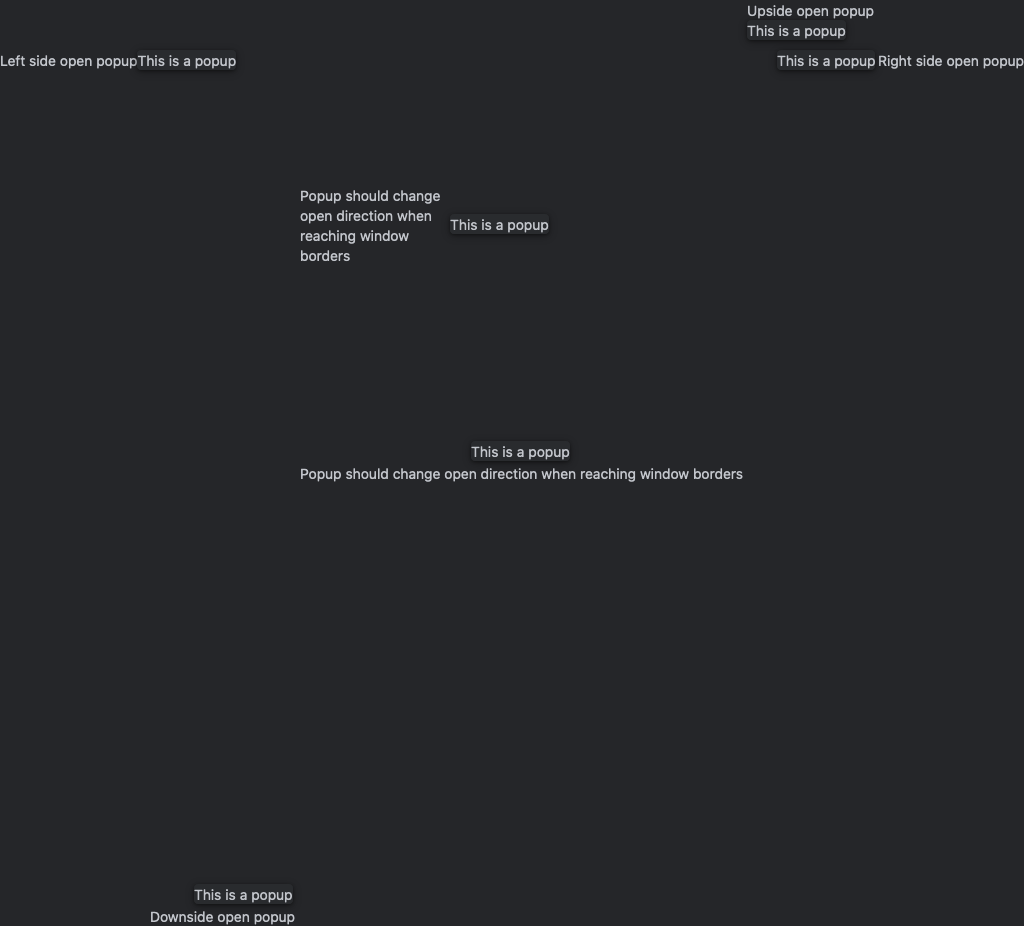 Upside open popup
This is a popup
Left side open popup This is a popup
This is a popup Right side open popup
Popup should change
open direction when
reaching window
borders
This is a popup
This is a popup
Popup should change open direction when reaching window borders
This is a popup
Downside open popup